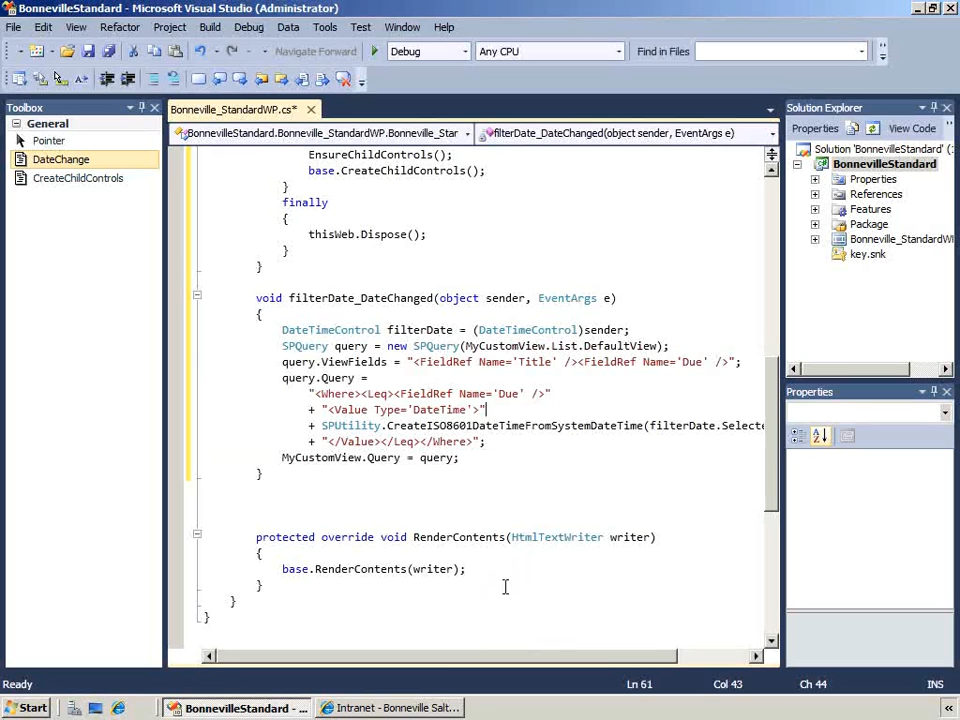 BonnevilleStandard - Microsoft Visual Studio (Administrator)
File Edit View Refactor Project Build Debug Data Tools Test Window Help
Navigate Forward Debug Any CPU Find in Files
Toolbox
General
Pointer
DateChange
CreateChildControls
Bonneville_StandardWP.cs*
BonnevilleStandard.Bonneville_StandardWP.Bonneville_Star
filterDate_DateChanged(object sender, EventArgs e)
EnsureChildControls();
base.CreateChildControls();
}
finally
{
thisWeb.Dispose();
}
}
void filterDate_DateChanged(object sender, EventArgs e)
{
DateTimeControl filterDate = (DateTimeControl)sender;
SPQuery query = new SPQuery(MyCustomView.List.DefaultView);
query.ViewFields = "<FieldRef Name='Title' /><FieldRef Name='Due' />";
query.Query =
"<Where><Leq><FieldRef Name='Due' />"
+ "<Value Type='DateTime'>"
+ SPUtility.CreateISO8601DateTimeFromSystemDateTime(filterDate.Selecte
+ "</Value></Leq></Where>";
MyCustomView.Query = query;
}
protected override void RenderContents(HtmlTextWriter writer)
{
base.RenderContents(writer);
}
}
}
Solution Explorer
Properties View Code
Solution 'BonnevilleStandard' (
BonnevilleStandard
Properties
References
Features
Package
Bonneville_StandardW
key.snk
Properties
Ready Ln 61 Col 43 Ch 44 INS
Start BonnevilleStandard - ... Intranet - Bonneville Salt...